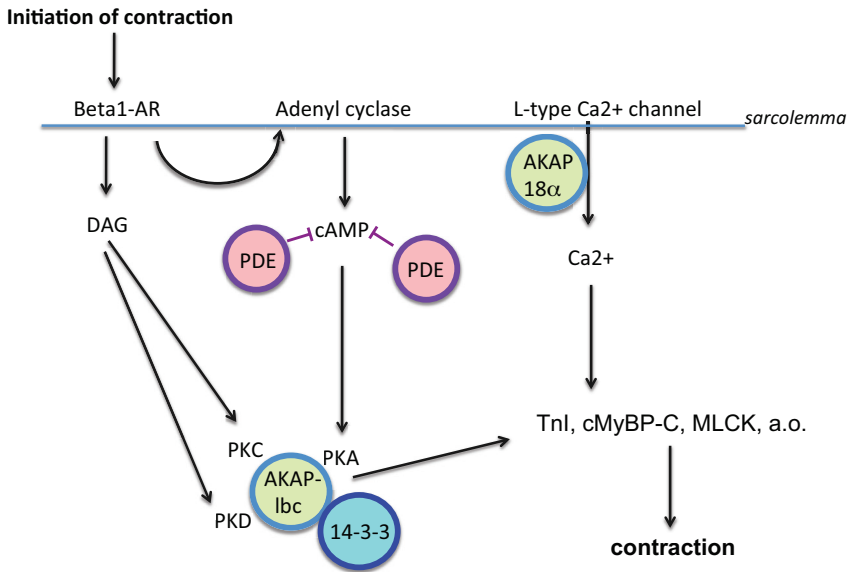 Initiation of contraction
Beta1-AR
Adenyl cyclase
L-type Ca2+ channel
sarcolemma
AKAP
18α
DAG
cAMP
PDE
PDE
Ca2+
TnI, cMyBP-C, MLCK, a.o.
PKC
PKA
AKAP-
lbc
PKD
14-3-3
contraction